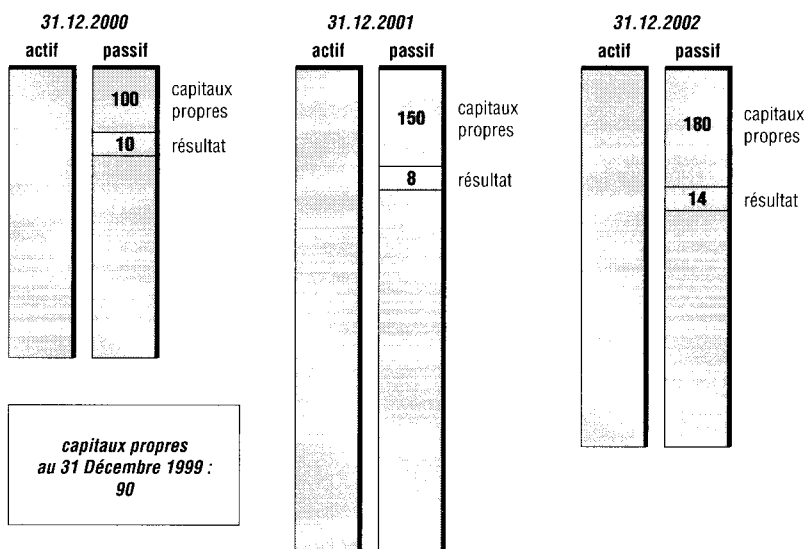 31.12.2000
actif passif
100
capitaux
propres
10
résultat
31.12.2001
actif passif
150
capitaux
propres
8
résultat
31.12.2002
actif passif
180
capitaux
propres
14
résultat
capitaux propres
au 31 Décembre 1999 :
90